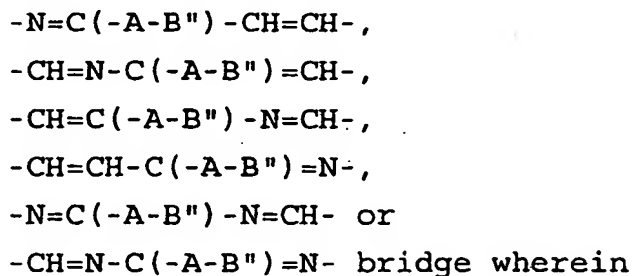 -N=C(-A-B")-CH=CH-,
-CH=N-C(-A-B")=CH-,
-CH=C(-A-B")-N=CH-,
-CH=CH-C(-A-B")=N-,
-N=C(-A-B")-N=CH- or
-CH=N-C(-A-B")=N- bridge wherein